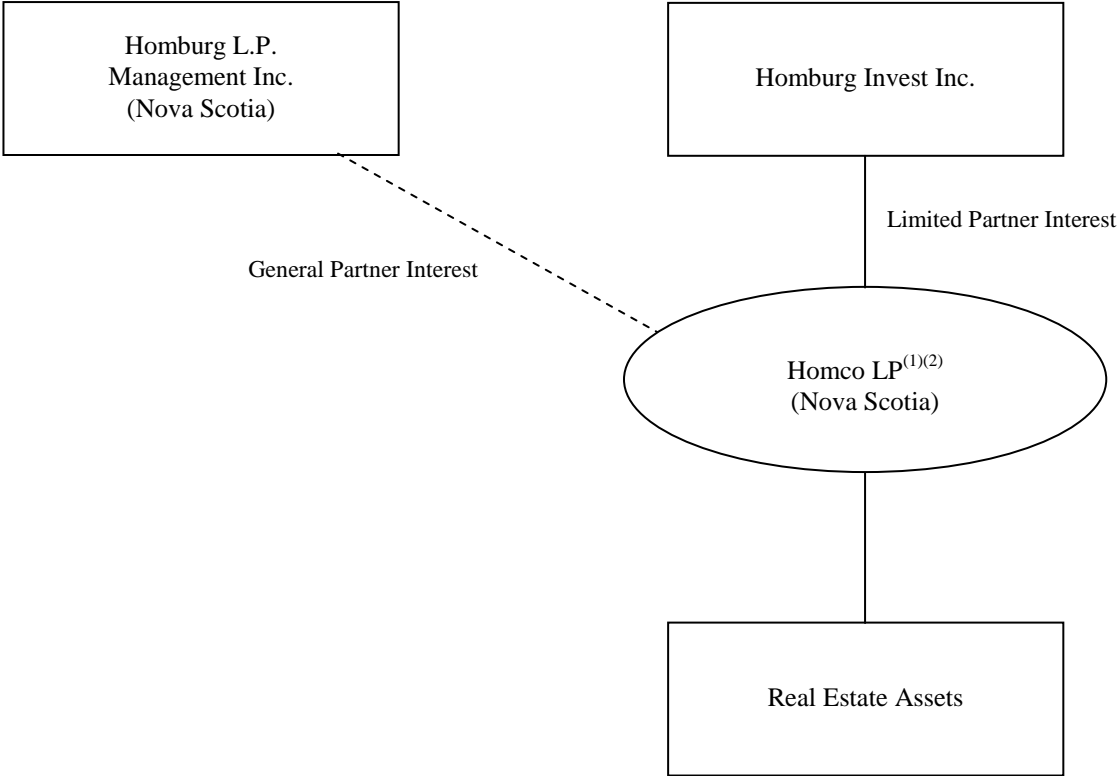 Homburg L.P.
Management Inc.
(Nova Scotia)
Homburg Invest Inc.
Limited Partner Interest
General Partner Interest
Homco LP(1)(2)
(Nova Scotia)
Real Estate Assets